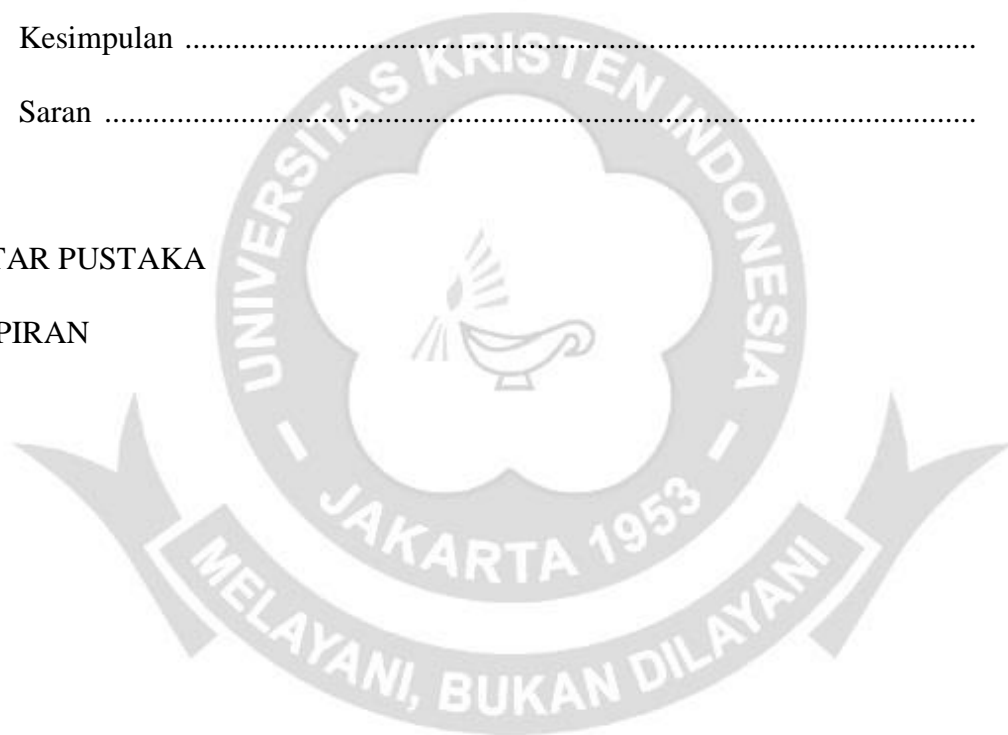 Kesimpulan ...................................................................................................
Saran .............................................................................................................
TAR PUSTAKA
PIRAN
UNIVERSITAS KRISTEN INDONESIA
JAKARTA 1953
MELAYANI, BUKAN DILAYANI